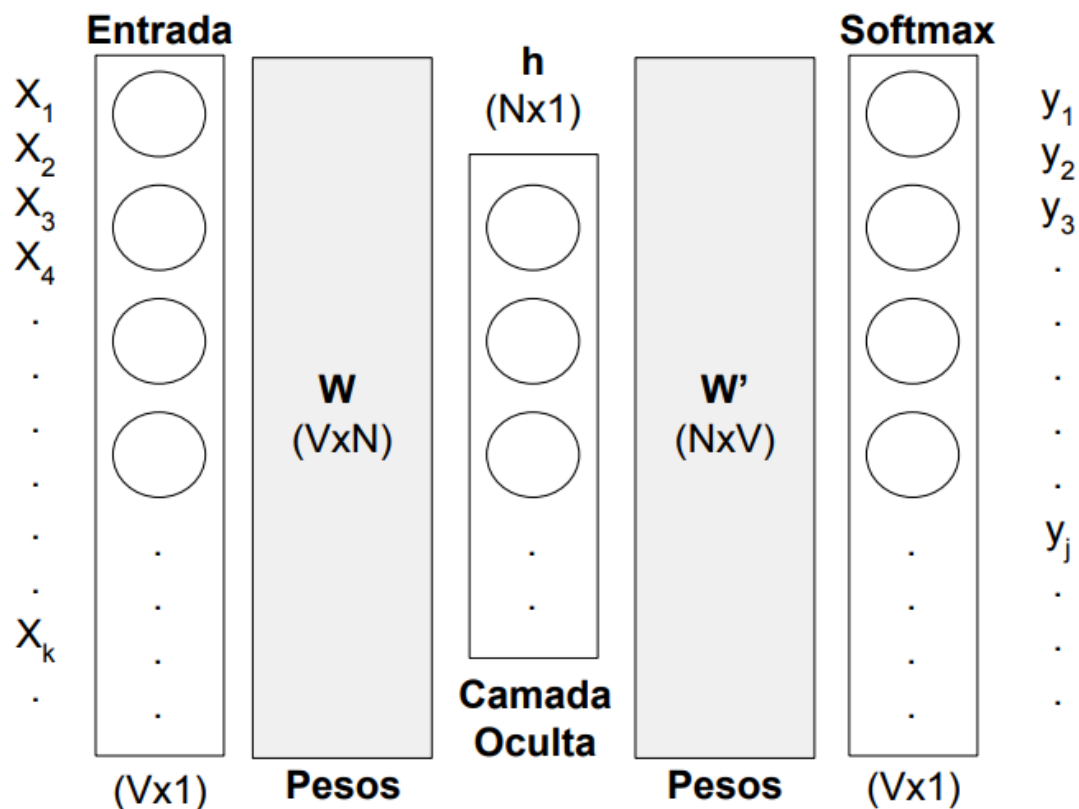 Entrada
X1
X2
X3
X4
.
.
.
.
.
.
Xk
.
.
.
.
.
(Vx1)
W
(VxN)
Pesos
h
(Nx1)
.
.
Camada
Oculta
W’
(NxV)
Pesos
Softmax
.
.
.
.
(Vx1)
y1
y2
y3
.
.
.
.
.
yj
.
.
.